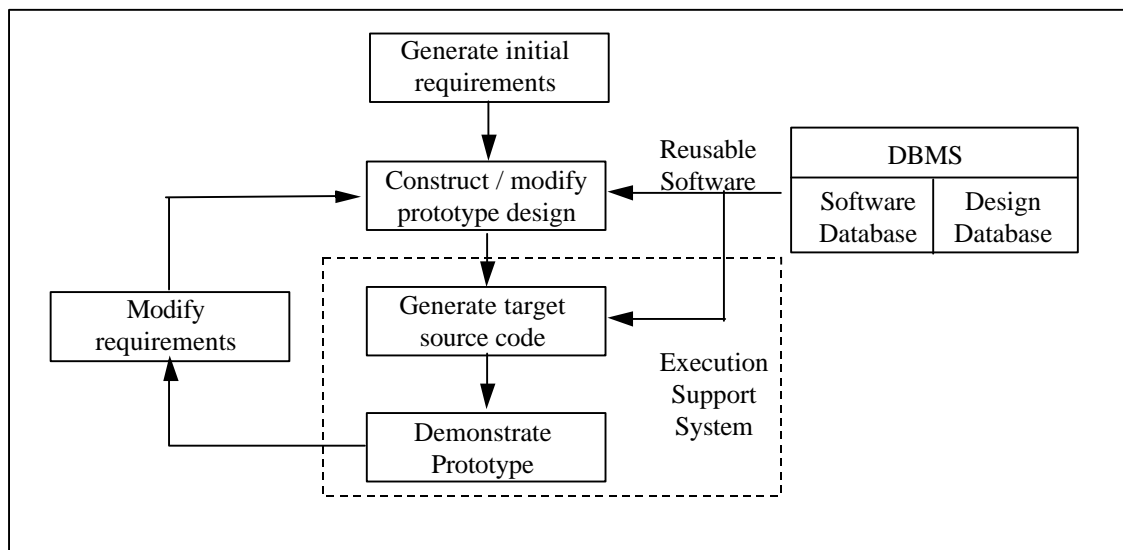 Generate initial
requirements
Reusable
Software
DBMS
Software
Database
Design
Database
Construct / modify
prototype design
Generate target
source code
Modify
requirements
Execution
Support
System
Demonstrate
Prototype